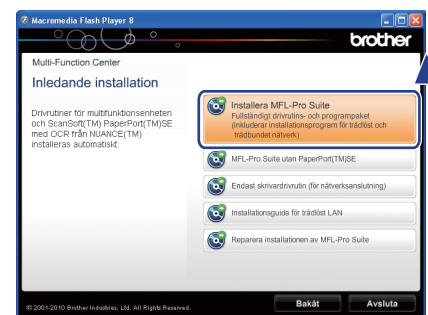 Macromedia Flash Player 8
brother
Multi-Function Center
Inledande installation
Drivrutiner för multifunktionsenheten
och ScanSoft(TM) PaperPort(TM)SE
med OCR från NUANCE(TM)
installeras automatiskt.
Installera MFL-Pro Suite
Fullständigt drivrutins- och programpaket
(Inkluderar installationsprogram för trådlöst och
trådbundet nätverk)
MFL-Pro Suite utan PaperPort(TM)SE
Endast skrivardrivrutin (för nätverksanslutning)
Installationsguide för trådlöst LAN
Reparera installationen av MFL-Pro Suite
© 2001-2010 Brother Industries, Ltd. All Rights Reserved.
Bakåt
Avsluta